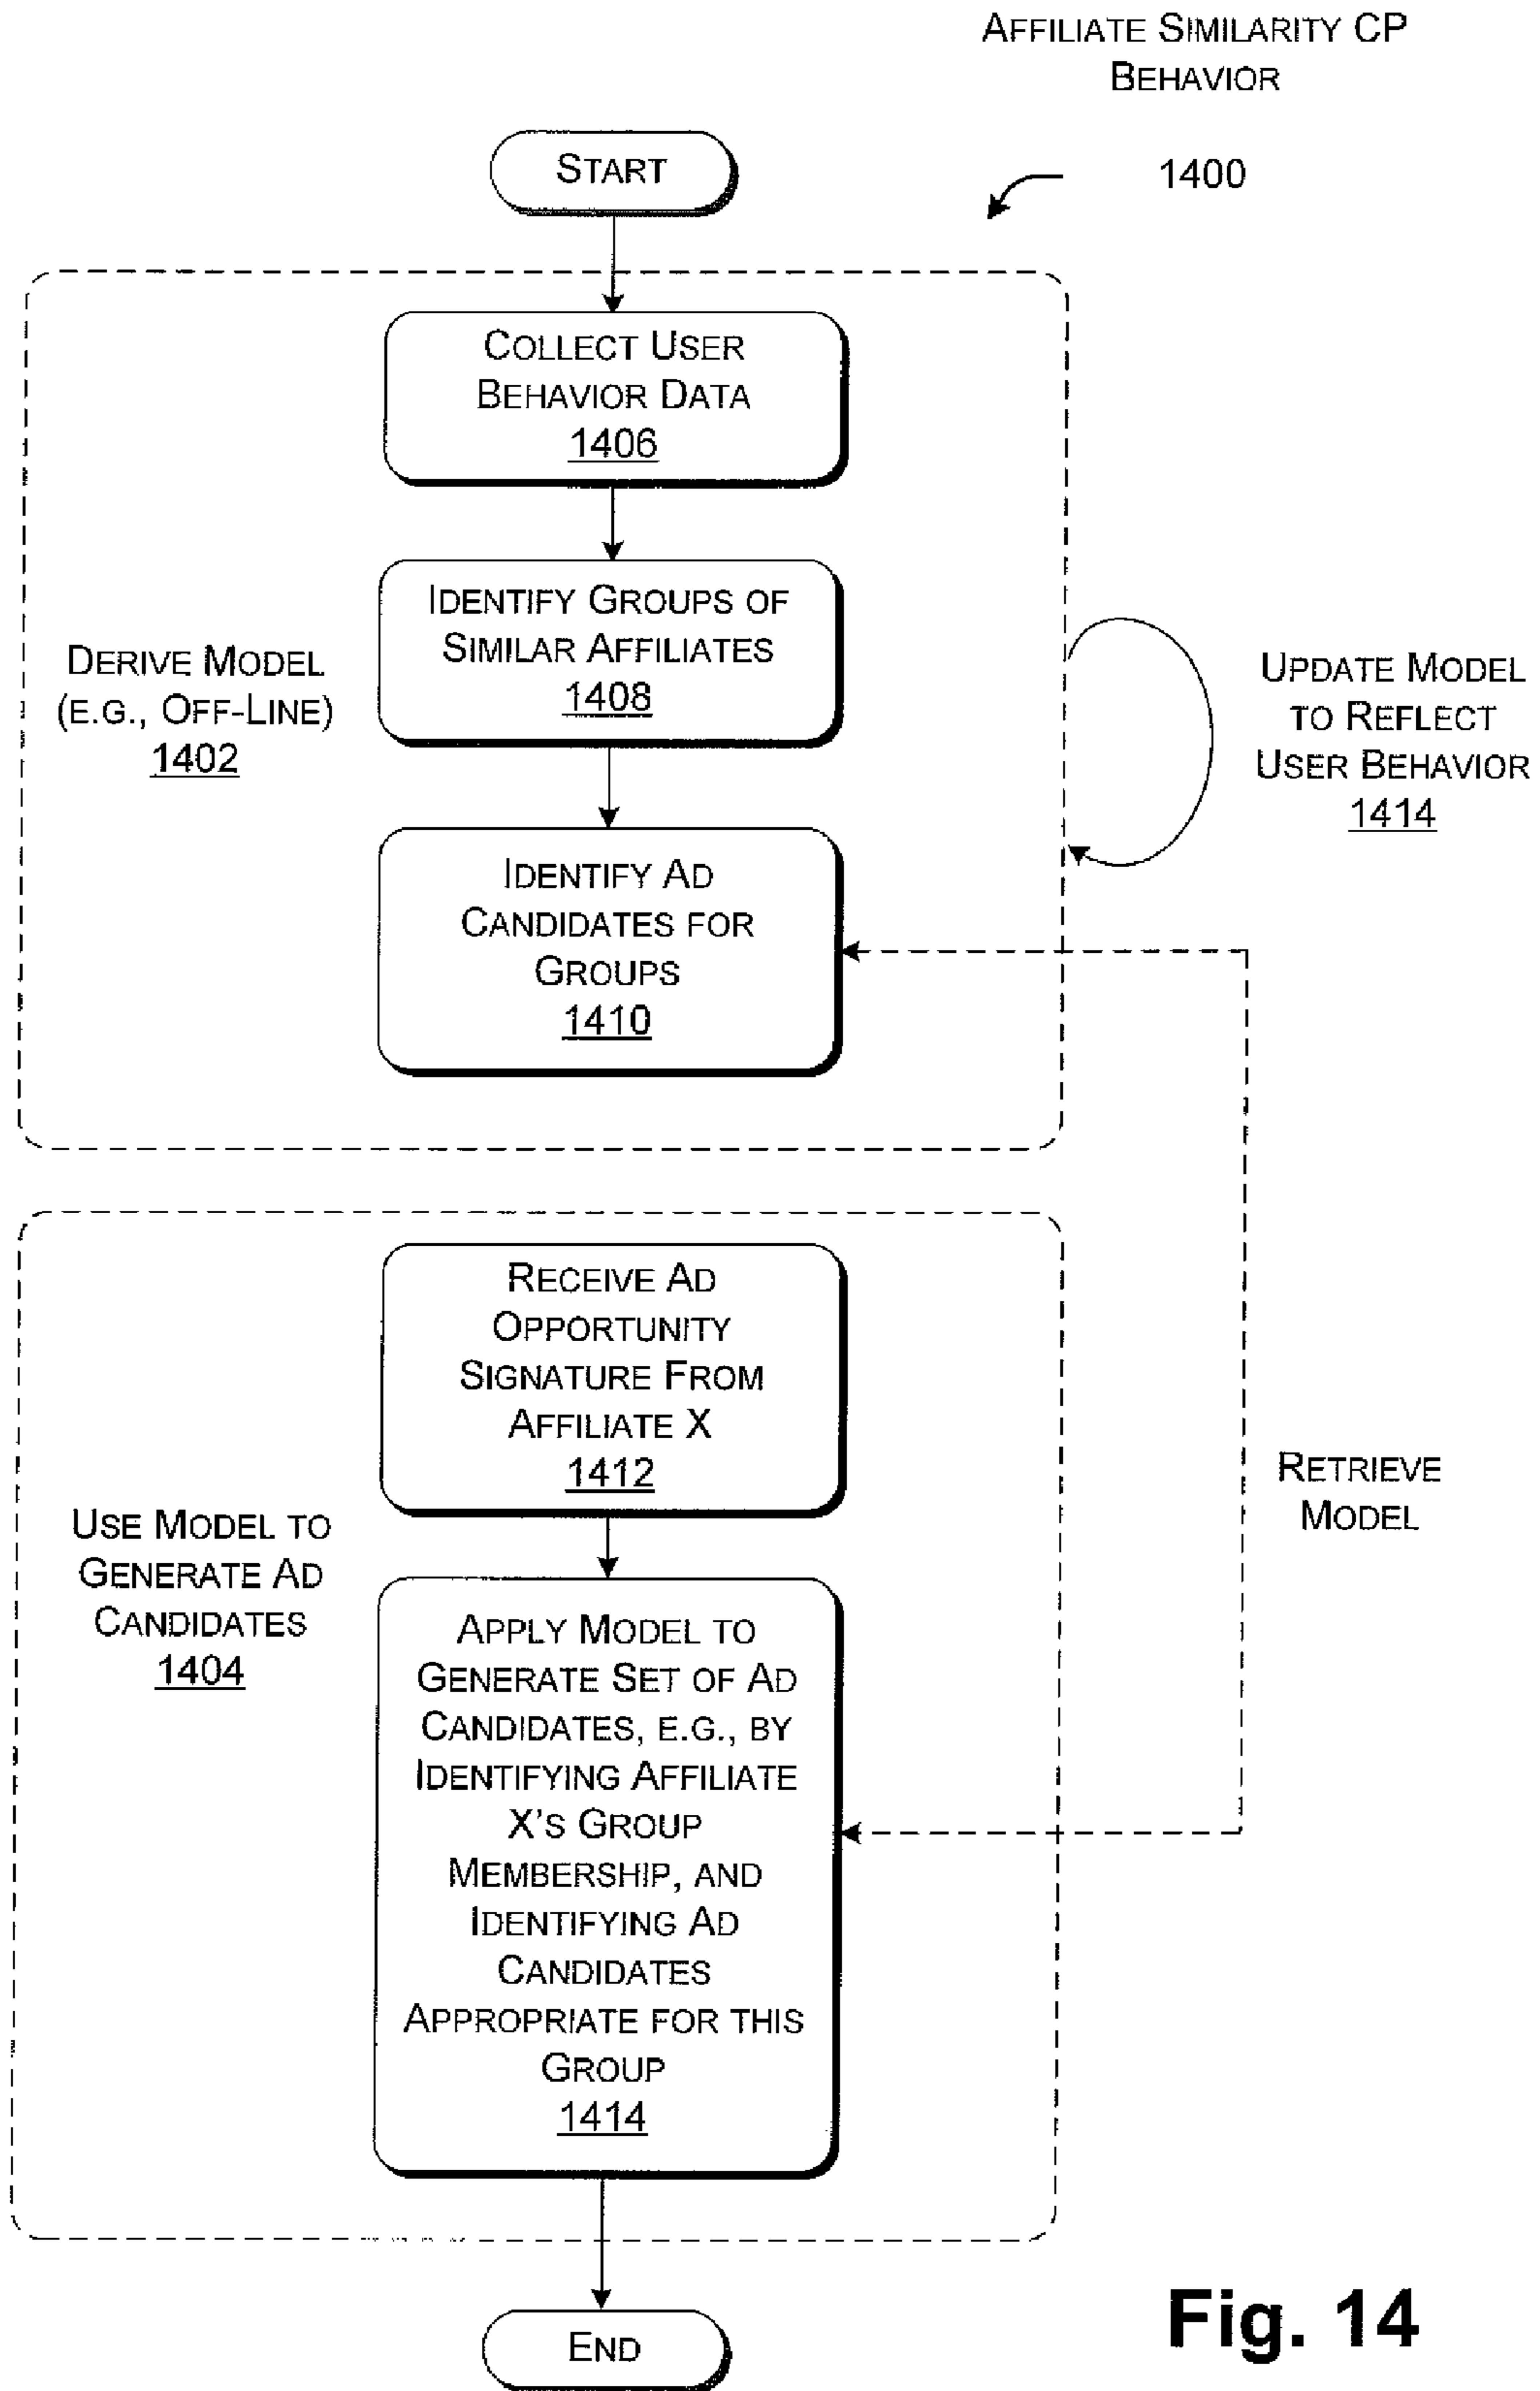 AFFILIATE SIMILARITY CP
BEHAVIOR
1400
START
COLLECT USER
BEHAVIOR DATA
1406
IDENTIFY GROUPS OF
SIMILAR AFFILIATES
1408
DERIVE MODEL
(E.G., OFF-LINE)
1402
UPDATE MODEL
TO REFLECT
USER BEHAVIOR
1414
IDENTIFY AD
CANDIDATES FOR
GROUPS
1410
RECEIVE AD
OPPORTUNITY
SIGNATURE FROM
AFFILIATE X
1412
RETRIEVE
MODEL
USE MODEL TO
GENERATE AD
CANDIDATES
1404
APPLY MODEL TO
GENERATE SET OF AD
CANDIDATES, E.G., BY
IDENTIFYING AFFILIATE
X'S GROUP
MEMBERSHIP, AND
IDENTIFYING AD
CANDIDATES
APPROPRIATE FOR THIS
GROUP
1414
END
Fig. 14